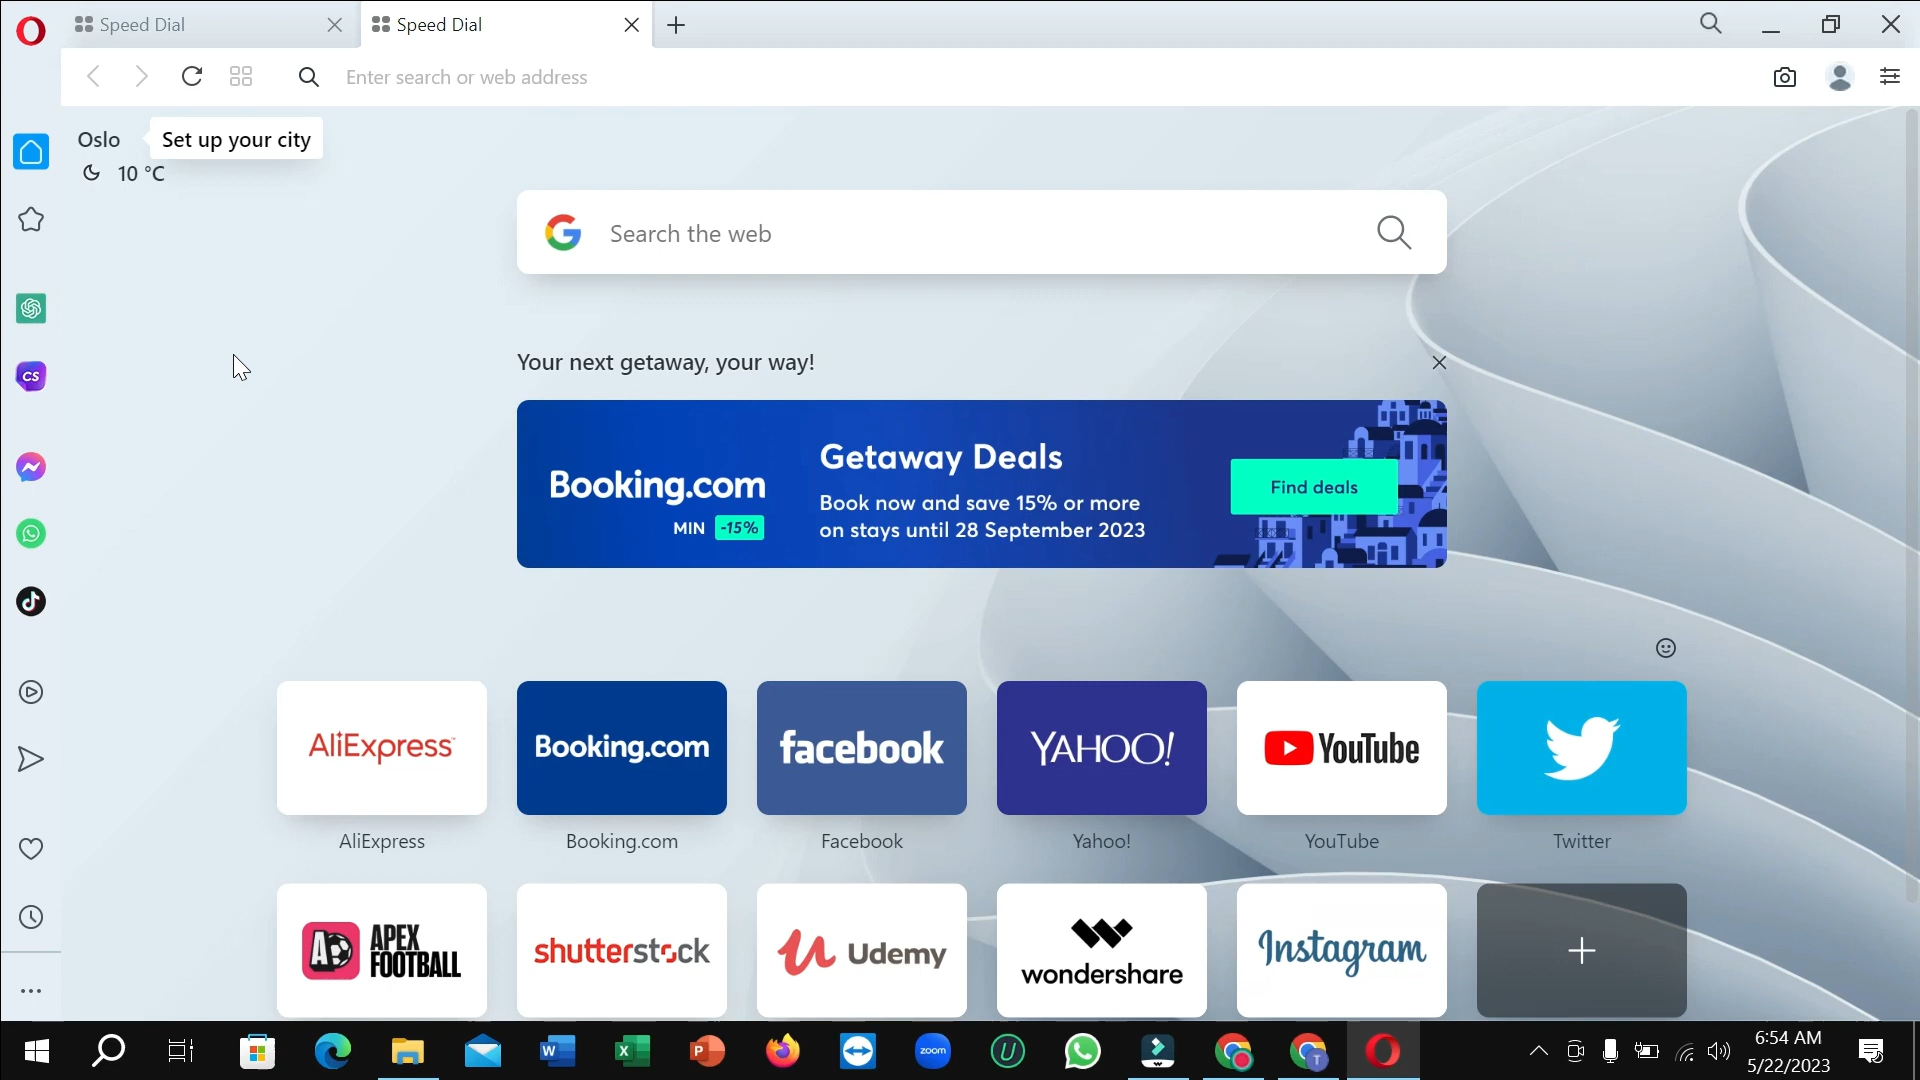 Speed Dial
Speed Dial
Enter search or web address
Oslo
Set up your city
10 °C
Search the web
CS
Your next getaway, your way!
Booking.com
MIN -15%
Getaway Deals
Book now and save 15% or more
on stays until 28 September 2023
Find deals
AliExpress
Booking.com
facebook
YAHOO!
YouTube
AliExpress
Booking.com
Facebook
Yahoo!
YouTube
Twitter
APEX
FOOTBALL
shutterstock
Udemy
wondershare
Instagram
zoom
T
6:54 AM
5/22/2023